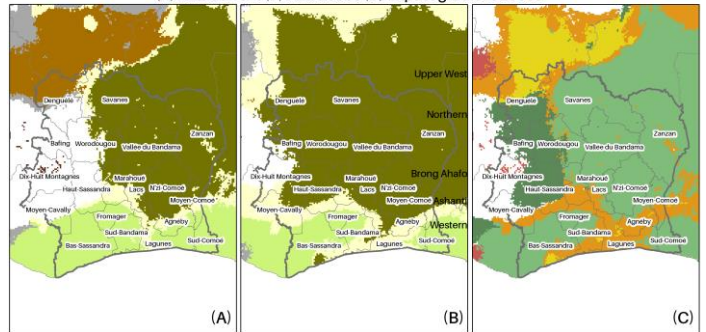 Denguele
Savanes
Zanzan
Bafing
Worodougou
Vallée du Bandama
Dix-Huit Montagnes
Marahoué
Haut-Sassandra
Lacs
N'zi-Comoé
Moyen-Comoé
Moyen-Cavally
Fromager
Agnéby
Sud-Bandama
Sud-Comoé
Bas-Sassandra
Lagunes
(A)
Upper West
Denguele
Savanes
Northern
Zanzan
Bafing
Worodougou
Vallée du Bandama
Brong Ahafo
Dix-Huit Montagnes
Marahoué
Haut-Sassandra
Lacs
N'zi-Comoé
Moyen-Comoé
Ashanti
Moyen-Cavally
Fromager
Agnéby
Western
Sud-Bandama
Sud-Comoé
Bas-Sassandra
Lagunes
(B)
Denguele
Savanes
Zanzan
Bafing
Worodougou
Vallée du Bandama
Dix-Huit Montagnes
Marahoué
Haut-Sassandra
Lacs
N'zi-Comoé
Moyen-Comoé
Moyen-Cavally
Fromager
Agnéby
Sud-Bandama
Sud-Comoé
Bas-Sassandra
Lagunes
(C)